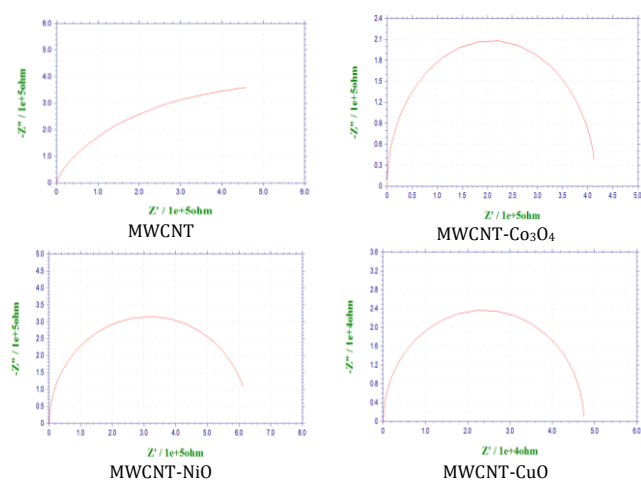 6.0
5.0
4.0
3.0
2.0
1.0
0
0 1.0 2.0 3.0 4.0 5.0 6.0
-Z" / 1e+5ohm
Z' / 1e+5ohm
MWCNT
2.4
2.1
1.8
1.5
1.2
0.9
0.6
0.3
0
0 0.5 1.0 1.5 2.0 2.5 3.0 3.5 4.0 4.5 5.0
-Z" / 1e+5ohm
Z' / 1e+5ohm
MWCNT-Co₃O₄
5.0
4.5
4.0
3.5
3.0
2.5
2.0
1.5
1.0
0.5
0
0 1.0 2.0 3.0 4.0 5.0 6.0 7.0 8.0
-Z" / 1e+5ohm
Z' / 1e+5ohm
MWCNT-NiO
3.6
3.2
2.8
2.4
2.0
1.6
1.2
0.8
0.4
0
0 1.0 2.0 3.0 4.0 5.0 6.0
-Z" / 1e+4ohm
Z' / 1e+4ohm
MWCNT-CuO